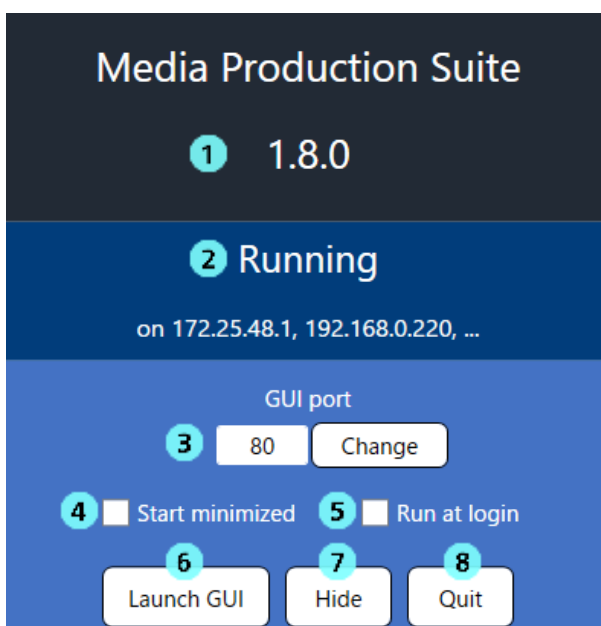 Media Production Suite
1 1.8.0
2 Running
on 172.25.48.1, 192.168.0.220, ...
GUI port
3 80 Change
4 Start minimized 5 Run at login
6 7 8
Launch GUI Hide Quit